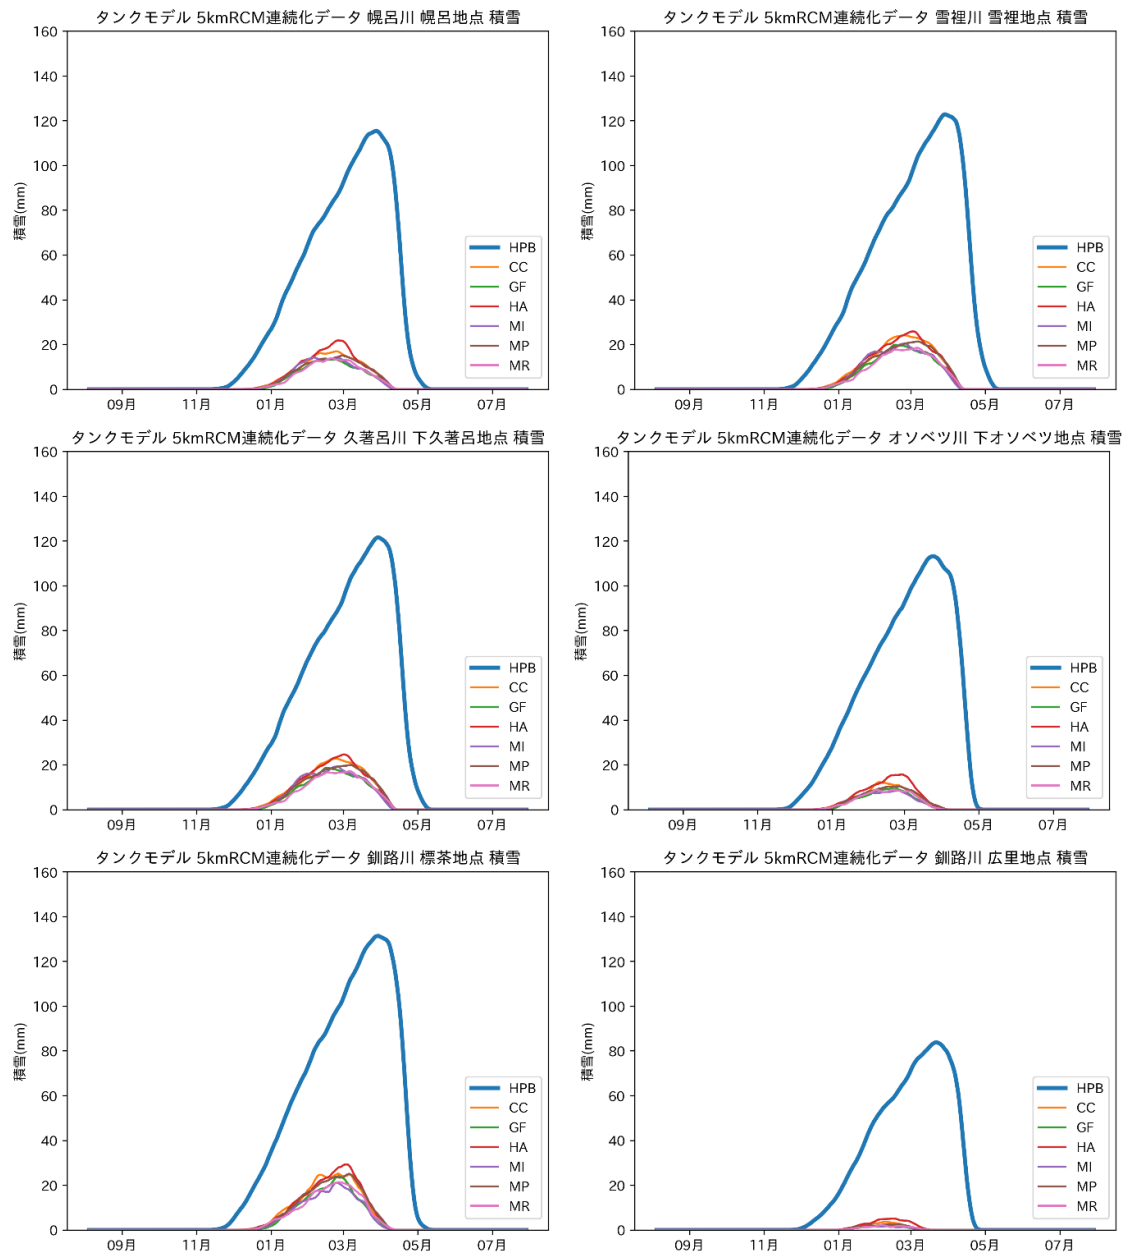 タンクモデル 5kmRCM連続化データ 幌呂川 幌呂地点 積雪
160
140
120
100
80
60
40
20
0
積雪(mm)
HPB
CC
GF
HA
MI
MP
MR
09月 11月 01月 03月 05月 07月
タンクモデル 5kmRCM連続化データ 雪裡川 雪裡地点 積雪
160
140
120
100
80
60
40
20
0
積雪(mm)
HPB
CC
GF
HA
MI
MP
MR
09月 11月 01月 03月 05月 07月
タンクモデル 5kmRCM連続化データ 久著呂川 下久著呂地点 積雪
160
140
120
100
80
60
40
20
0
積雪(mm)
HPB
CC
GF
HA
MI
MP
MR
09月 11月 01月 03月 05月 07月
タンクモデル 5kmRCM連続化データ オソベツ川 下オソベツ地点 積雪
160
140
120
100
80
60
40
20
0
積雪(mm)
HPB
CC
GF
HA
MI
MP
MR
09月 11月 01月 03月 05月 07月
タンクモデル 5kmRCM連続化データ 釧路川 標茶地点 積雪
160
140
120
100
80
60
40
20
0
積雪(mm)
HPB
CC
GF
HA
MI
MP
MR
09月 11月 01月 03月 05月 07月
タンクモデル 5kmRCM連続化データ 釧路川 広里地点 積雪
160
140
120
100
80
60
40
20
0
積雪(mm)
HPB
CC
GF
HA
MI
MP
MR
09月 11月 01月 03月 05月 07月